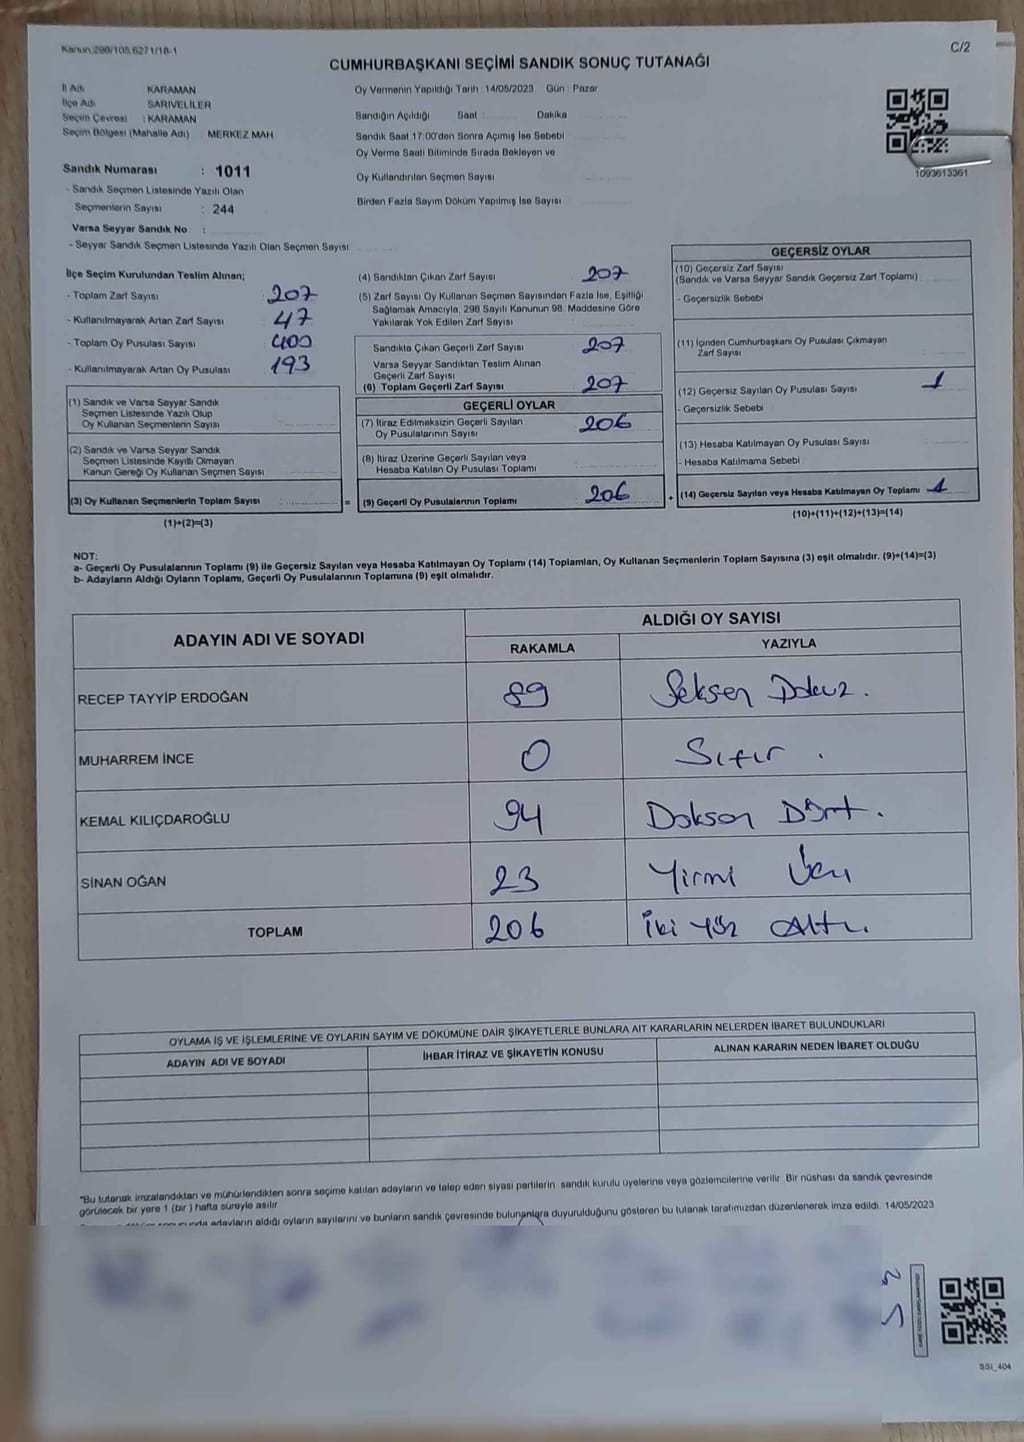 Kanun:298/105,6271/18-1
C/2
CUMHURBAŞKANI SEÇİMİ SANDIK SONUÇ TUTANAĞI
İl Adı KARAMAN
İlçe Adı SARIVELİLER
Seçim Çevresi : KARAMAN
Seçim Bölgesi (Mahalle Adı) MERKEZ MAH
Sandık Numarası : 1011
- Sandık Seçmen Listesinde Yazılı Olan
Seçmenlerin Sayısı : 244
Varsa Seyyar Sandık No :
- Seyyar Sandık Seçmen Listesinde Yazılı Olan Seçmen Sayısı
Oy Vermenin Yapıldığı Tarih : 14/05/2023 Gün : Pazar
Sandığın Açıldığı Saat : Dakika
Sandık Saat 17:00'den Sonra Açılmış İse Sebebi
Oy Verme Saati Bitiminde Sırada Bekleyen ve
Oy Kullandırılan Seçmen Sayısı
Birden Fazla Sayım Döküm Yapılmış İse Sayısı
1093613361
İlçe Seçim Kurulundan Teslim Alınan;
- Toplam Zarf Sayısı 207
- Kullanılmayarak Artan Zarf Sayısı 47
- Toplam Oy Pusulası Sayısı 400
- Kullanılmayarak Artan Oy Pusulası 193
(1) Sandık ve Varsa Seyyar Sandık
Seçmen Listesinde Yazılı Olup
Oy Kullanan Seçmenlerin Sayısı
(2) Sandık ve Varsa Seyyar Sandık
Seçmen Listesinde Kayıtlı Olmayan
Kanun Gereği Oy Kullanan Seçmen Sayısı
(3) Oy Kullanan Seçmenlerin Toplam Sayısı : =
(1)+(2)=(3)
(4) Sandıktan Çıkan Zarf Sayısı 207
(5) Zarf Sayısı Oy Kullanan Seçmen Sayısından Fazla İse, Eşitliği
Sağlamak Amacıyla, 298 Sayılı Kanunun 98. Maddesine Göre
Yakılarak Yok Edilen Zarf Sayısı
Sandıkta Çıkan Geçerli Zarf Sayısı 207
Varsa Seyyar Sandıktan Teslim Alınan
Geçerli Zarf Sayısı
(6) Toplam Geçerli Zarf Sayısı 207
GEÇERLİ OYLAR
(7) İtiraz Edilmeksizin Geçerli Sayılan
Oy Pusulalarının Sayısı 206
(8) İtiraz Üzerine Geçerli Sayılan veya
Hesaba Katılan Oy Pusulası Toplamı
(9) Geçerli Oy Pusulalarının Toplamı 206 +
GEÇERSİZ OYLAR
(10) Geçersiz Zarf Sayısı
(Sandık ve Varsa Seyyar Sandık Geçersiz Zarf Toplamı)
- Geçersizlik Sebebi
(11) İçinden Cumhurbaşkanı Oy Pusulası Çıkmayan
Zarf Sayısı
(12) Geçersiz Sayılan Oy Pusulası Sayısı 1
- Geçersizlik Sebebi
(13) Hesaba Katılmayan Oy Pusulası Sayısı
- Hesaba Katılmama Sebebi
(14) Geçersiz Sayılan veya Hesaba Katılmayan Oy Toplamı 1
(10)+(11)+(12)+(13)=(14)
NOT:
a- Geçerli Oy Pusulalarının Toplamı (9) ile Geçersiz Sayılan veya Hesaba Katılmayan Oy Toplamı (14) Toplamları, Oy Kullanan Seçmenlerin Toplam Sayısına (3) eşit olmalıdır. (9)+(14)=(3)
b- Adayların Aldığı Oyların Toplamı, Geçerli Oy Pusulalarının Toplamına (9) eşit olmalıdır.
ADAYIN ADI VE SOYADI ALDIĞI OY SAYISI
RAKAMLA YAZIYLA
RECEP TAYYİP ERDOĞAN 89 Seksen Dokuz.
MUHARREM İNCE 0 Sıfır.
KEMAL KILIÇDAROĞLU 94 Doksan Dört.
SİNAN OĞAN 23 Yirmi Üç
TOPLAM 206 İki Yüz Altı.
OYLAMA İŞ VE İŞLEMLERİNE VE OYLARIN SAYIM VE DÖKÜMÜNE DAİR ŞİKAYETLERLE BUNLARA AİT KARARLARIN NELERDEN İBARET BULUNDUKLARI
ADAYIN ADI VE SOYADI İHBAR İTİRAZ VE ŞİKAYETİN KONUSU ALINAN KARARIN NEDEN İBARET OLDUĞU
*Bu tutanak imzalandıktan ve mühürlendikten sonra seçime katılan adayların ve talep eden siyasi partilerin sandık kurulu üyelerine veya gözlemcilerine verilir. Bir nüshası da sandık çevresinde
görülecek bir yere 1 (bir) hafta süreyle asılır
sonucunda adayların aldığı oyların sayılarını ve bunların sandık çevresinde bulunanlara duyurulduğunu gösteren bu tutanak tarafımızdan düzenlenerek imza edildi. 14/05/2023
SSI_404